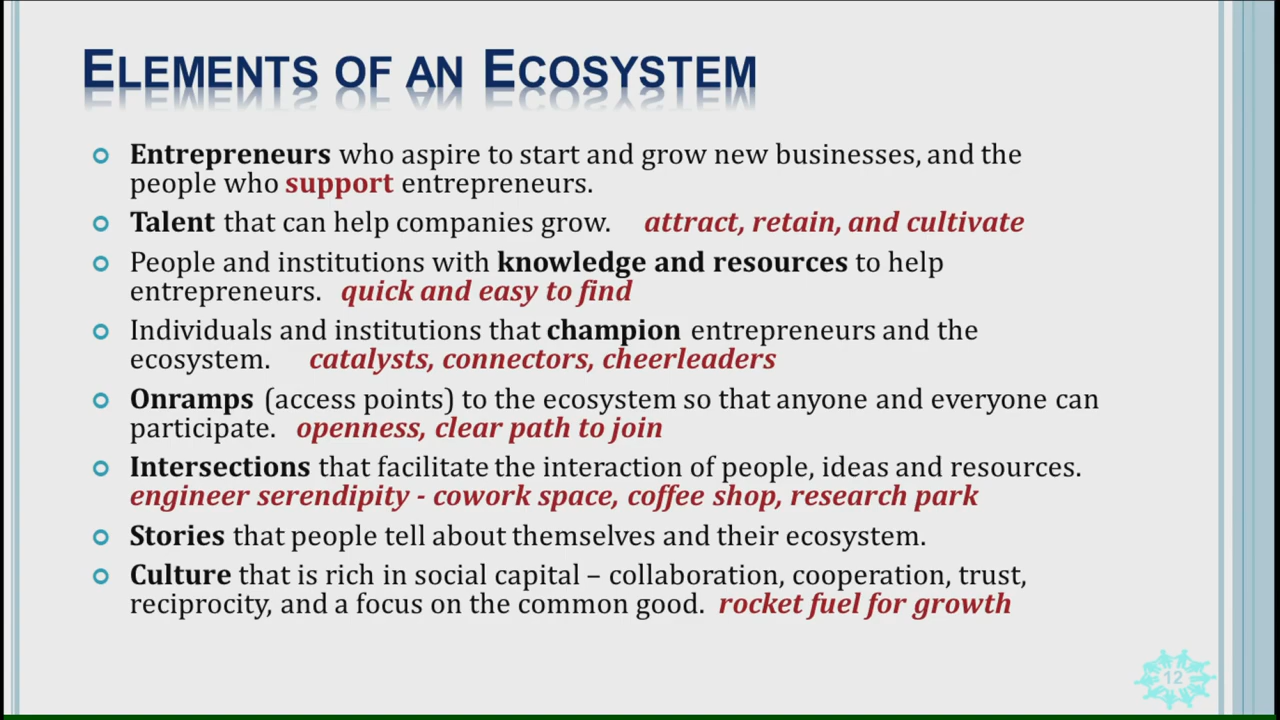 ELEMENTS OF AN ECOSYSTEM
Entrepreneurs who aspire to start and grow new businesses, and the
people who support entrepreneurs.
Talent that can help companies grow. attract, retain, and cultivate
People and institutions with knowledge and resources to help
entrepreneurs. quick and easy to find
Individuals and institutions that champion entrepreneurs and the
ecosystem. catalysts, connectors, cheerleaders
Onramps (access points) to the ecosystem so that anyone and everyone can
participate. openness, clear path to join
Intersections that facilitate the interaction of people, ideas and resources.
engineer serendipity - cowork space, coffee shop, research park
Stories that people tell about themselves and their ecosystem.
Culture that is rich in social capital – collaboration, cooperation, trust,
reciprocity, and a focus on the common good. rocket fuel for growth
12